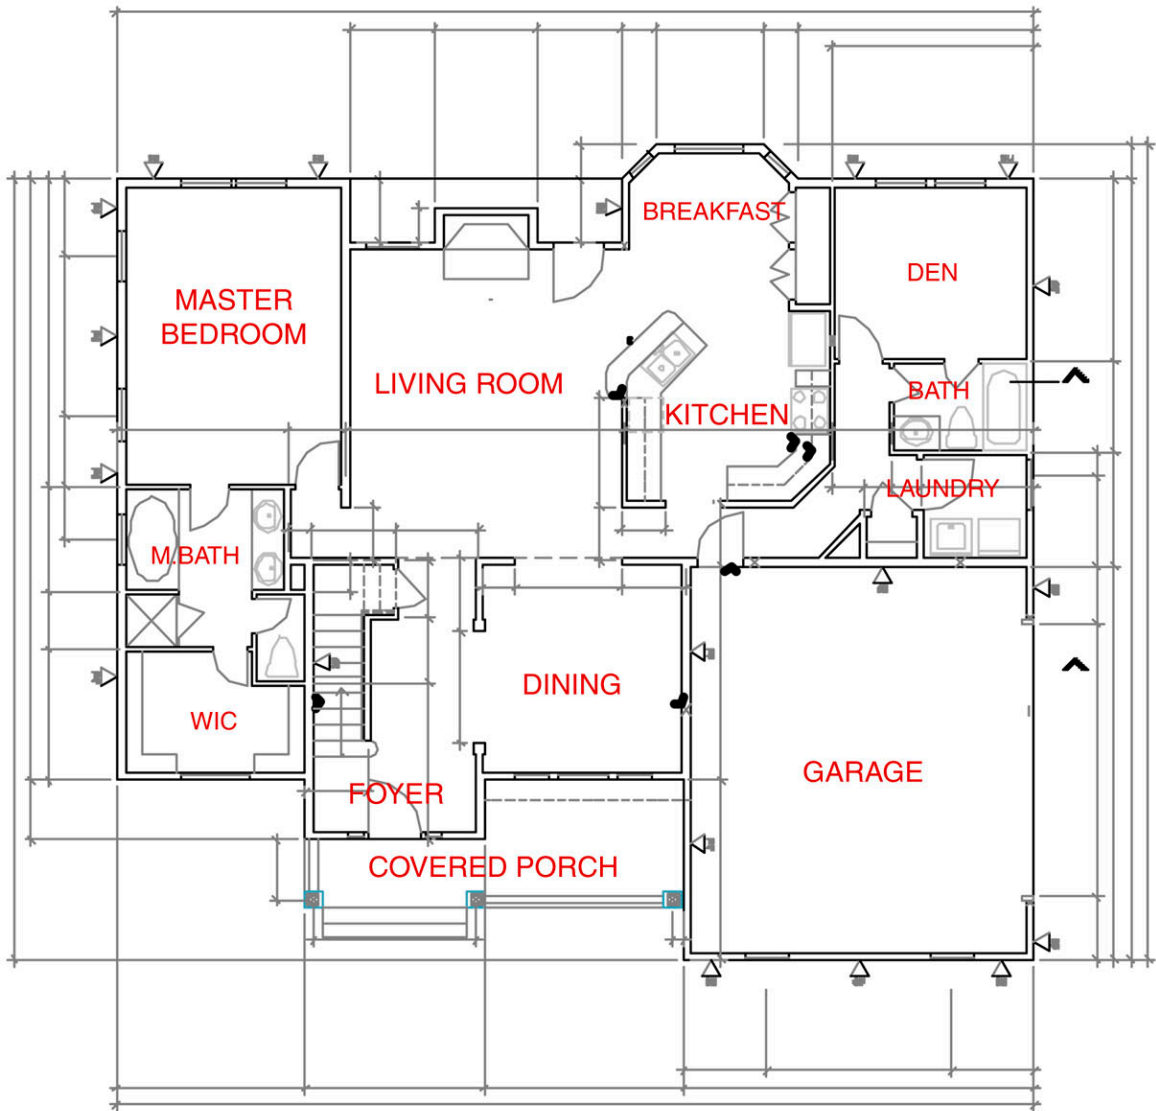 BREAKFAST
DEN
MASTER
BEDROOM
LIVING ROOM
KITCHEN
BATH
LAUNDRY
M.BATH
DINING
WIC
GARAGE
FOYER
COVERED PORCH